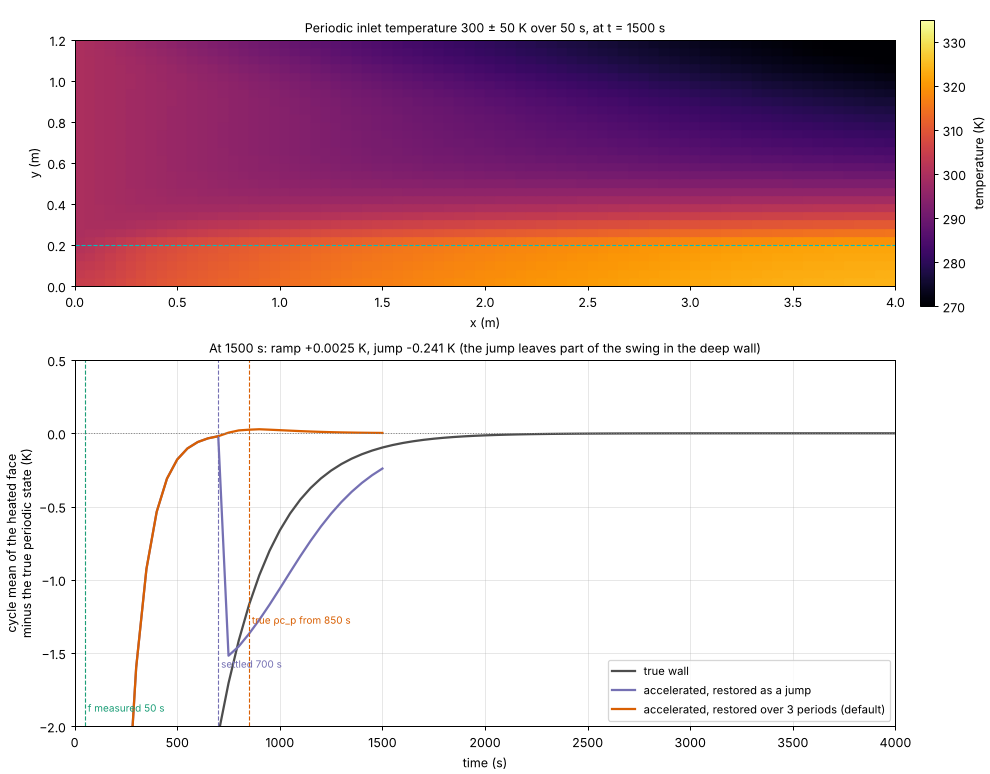 Periodic inlet temperature 300 ± 50 K over 50 s, at t = 1500 s
1.2
1.0
0.8
0.6
0.4
0.2
0.0
y (m)
0.0 0.5 1.0 1.5 2.0 2.5 3.0 3.5 4.0
x (m)
330
320
310
300
290
280
270
temperature (K)
At 1500 s: ramp +0.0025 K, jump -0.241 K (the jump leaves part of the swing in the deep wall)
0.5
0.0
−0.5
−1.0
−1.5
−2.0
cycle mean of the heated face
minus the true periodic state (K)
true ρc_p from 850 s
settled 700 s
f measured 50 s
true wall
accelerated, restored as a jump
accelerated, restored over 3 periods (default)
0 500 1000 1500 2000 2500 3000 3500 4000
time (s)